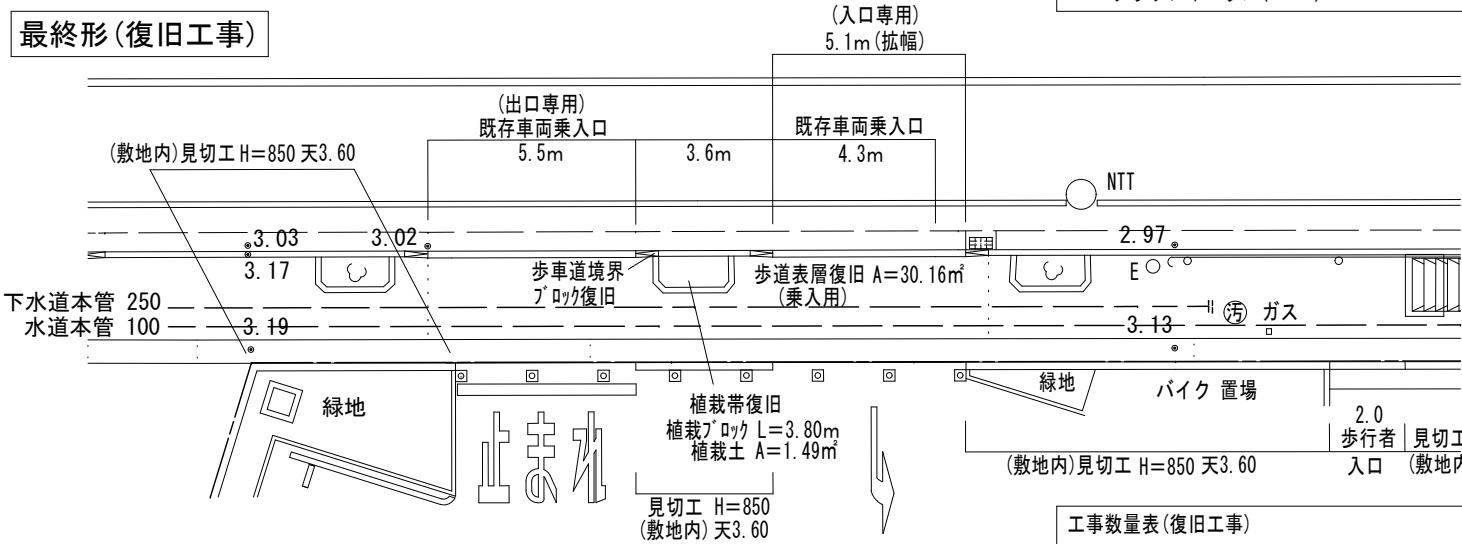 最終形(復旧工事)
(入口専用)
5.1m(拡幅)
(出口専用)
既存車両乗入口
5.5m
3.6m
既存車両乗入口
4.3m
(敷地内)見切工 H=850 天3.60
NTT
3.03
3.02
2.97
3.17
歩車道境界
ブロック復旧
歩道表層復旧 A=30.16㎡
(乗入用)
E
下水道本管 250
水道本管 100
3.19
3.13
汚
ガス
緑地
止まれ
植栽帯復旧
植栽ブロック L=3.80m
植栽土 A=1.49㎡
緑地
バイク 置場
2.0
歩行者
入口
見切工
(敷地内
(敷地内)見切工 H=850 天3.60
見切工 H=850
(敷地内) 天3.60
工事数量表(復旧工事)